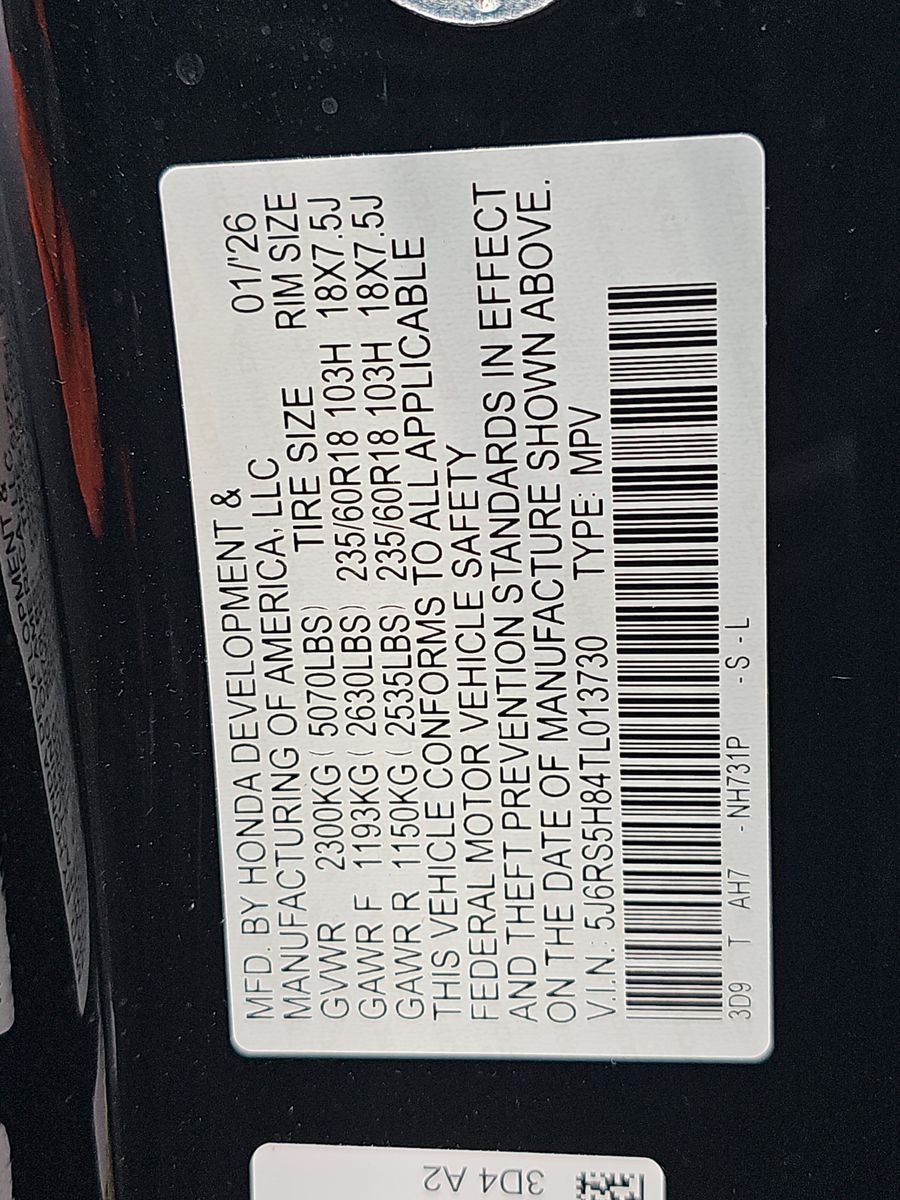 MFD. BY HONDA DEVELOPMENT & 01/'26
MANUFACTURING OF AMERICA, LLC RIM SIZE
TIRE SIZE
GVWR 2300KG ( 5070LBS) 235/60R18 103H 18X7.5J
GAWR F 1193KG ( 2630LBS) 235/60R18 103H 18X7.5J
GAWR R 1150KG ( 2535LBS)
THIS VEHICLE CONFORMS TO ALL APPLICABLE
FEDERAL MOTOR VEHICLE SAFETY
AND THEFT PREVENTION STANDARDS IN EFFECT
ON THE DATE OF MANUFACTURE SHOWN ABOVE.
V.I.N.: 5J6RS5H84TL013730 TYPE: MPV
3D9 T AH7 - NH731P - S - L
3D4 A2